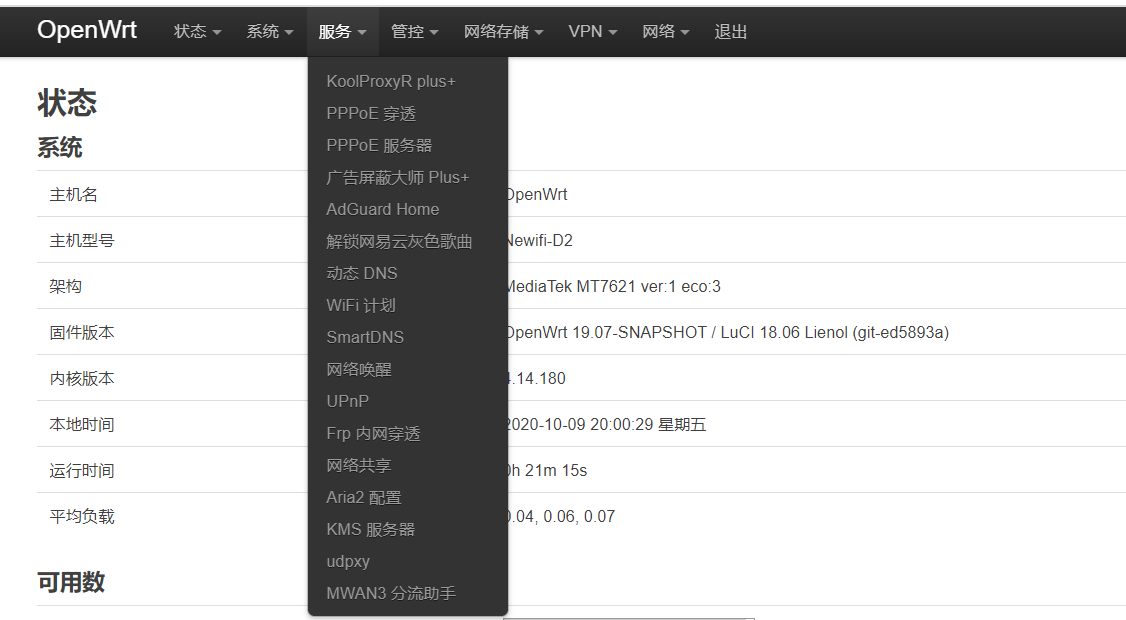 OpenWrt 状态 系统 服务 管控 网络存储 VPN 网络 退出
KoolProxyR plus+
PPPoE 穿透
PPPoE 服务器
广告屏蔽大师 Plus+
AdGuard Home
解锁网易云灰色歌曲
动态 DNS
WiFi 计划
SmartDNS
网络唤醒
UPnP
Frp 内网穿透
网络共享
Aria2 配置
KMS 服务器
udpxy
MWAN3 分流助手
状态
系统
主机名 OpenWrt
主机型号 Newifi-D2
架构 MediaTek MT7621 ver:1 eco:3
固件版本 OpenWrt 19.07-SNAPSHOT / LuCI 18.06 Lienol (git-ed5893a)
内核版本 4.14.180
本地时间 2020-10-09 20:00:29 星期五
运行时间 0h 21m 15s
平均负载 0.04, 0.06, 0.07
可用数